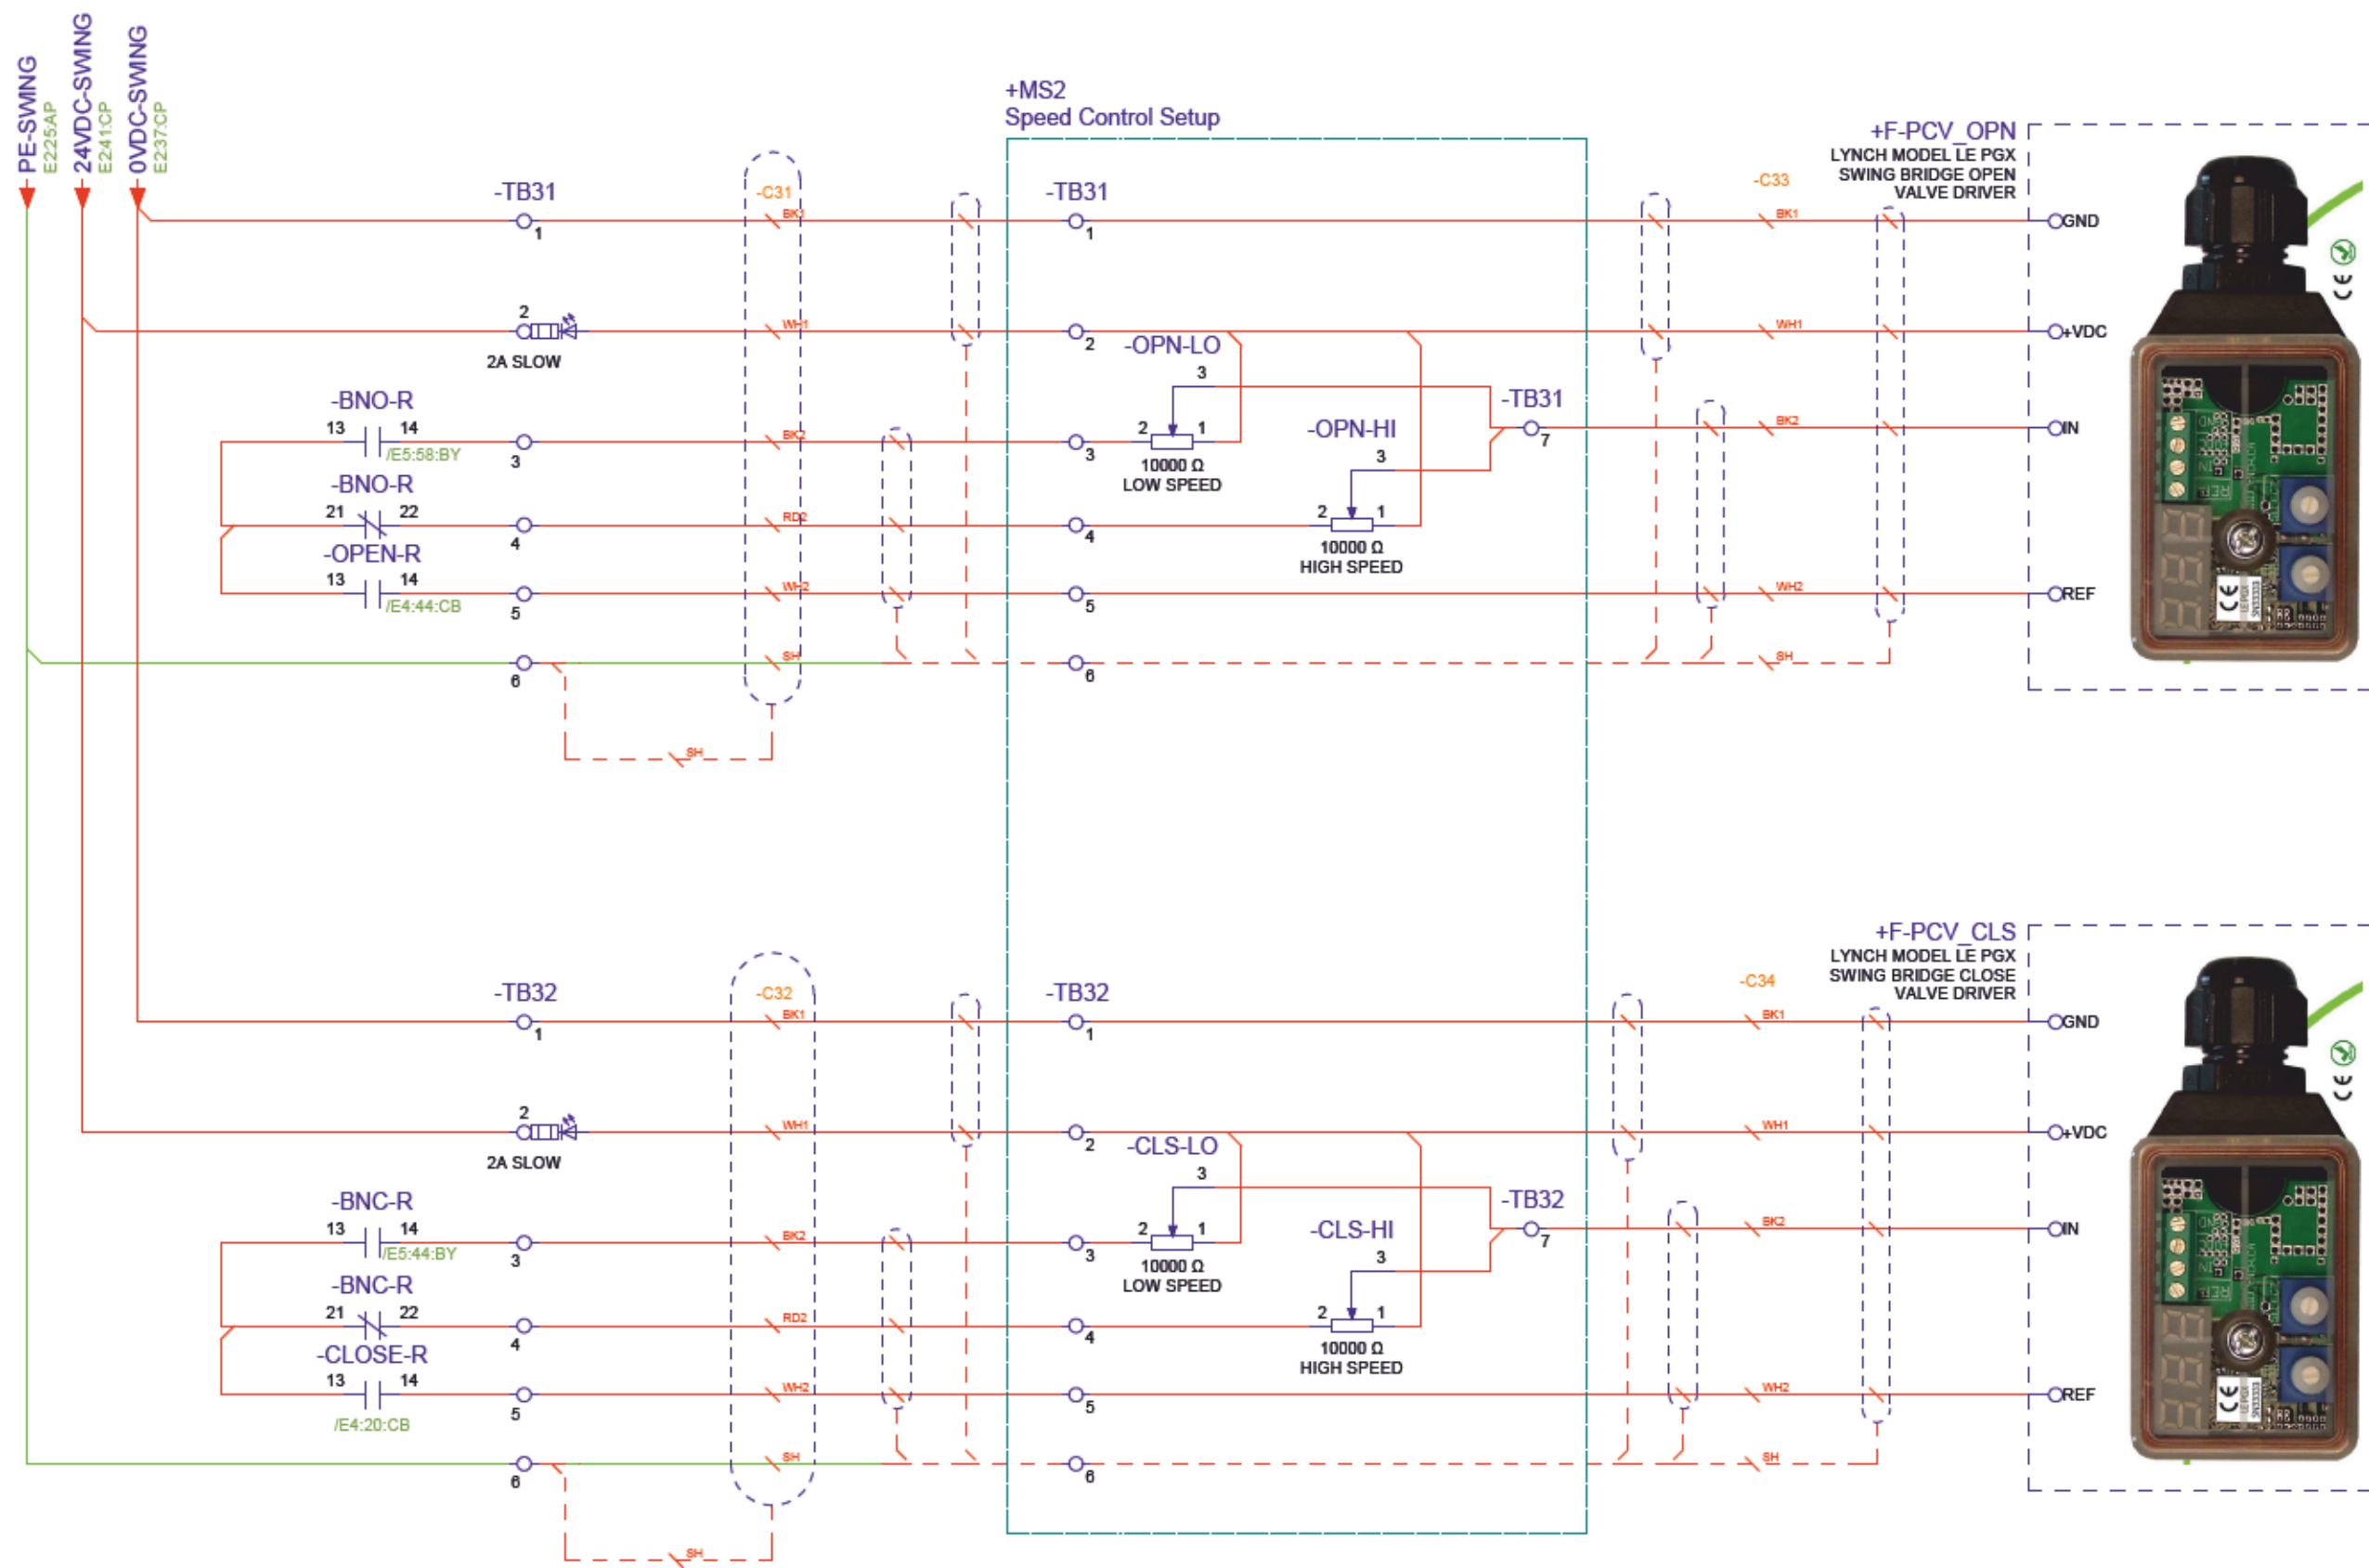 PE-SWING
E2:25:AP
24VDC-SWING
E2:41:CP
0VDC-SWING
E2:37:CP
+MS2
Speed Control Setup
+F-PCV_OPN
LYNCH MODEL LE PGX
SWING BRIDGE OPEN
VALVE DRIVER
-TB31
-C31
-TB31
-C33
BK1
BK1
GND
1
1
2
WH1
WH1
+VDC
2A SLOW
2
-OPN-LO
3
-BNO-R
13
14
/E5:58:BY
3
BK2
3
2
1
10000 Ω
LOW SPEED
-TB31
7
BK2
IN
-OPN-HI
3
-BNO-R
21
22
4
RD2
4
2
1
10000 Ω
HIGH SPEED
-OPEN-R
13
14
/E4:44:CB
5
WH2
5
WH2
REF
6
SH
6
SH
SH
+F-PCV_CLS
LYNCH MODEL LE PGX
SWING BRIDGE CLOSE
VALVE DRIVER
-TB32
-C32
-TB32
-C34
BK1
BK1
GND
1
1
2
WH1
WH1
+VDC
2A SLOW
2
-CLS-LO
3
-BNC-R
13
14
/E5:44:BY
3
BK2
3
2
1
10000 Ω
LOW SPEED
-TB32
7
BK2
IN
-CLS-HI
3
-BNC-R
21
22
4
RD2
4
2
1
10000 Ω
HIGH SPEED
-CLOSE-R
13
14
/E4:20:CB
5
WH2
5
WH2
REF
6
SH
6
SH
SH